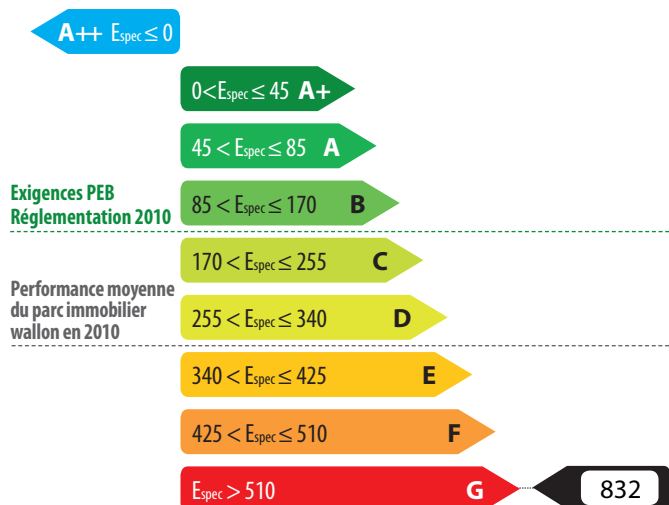 A++ Espec ≤ 0
0<Espec ≤ 45 A+
45 < Espec ≤ 85 A
Exigences PEB
Réglementation 2010
85 < Espec ≤ 170 B
170 < Espec ≤ 255 C
Performance moyenne
du parc immobilier
wallon en 2010
255 < Espec ≤ 340 D
340 < Espec ≤ 425 E
425 < Espec ≤ 510 F
Espec > 510 G 832